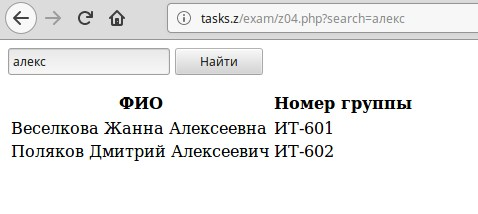 tasks.z/exam/z04.php?search=алекс
алекс Найти
ФИО Номер группы
Веселкова Жанна Алексеевна ИТ-601
Поляков Дмитрий Алексеевич ИТ-602